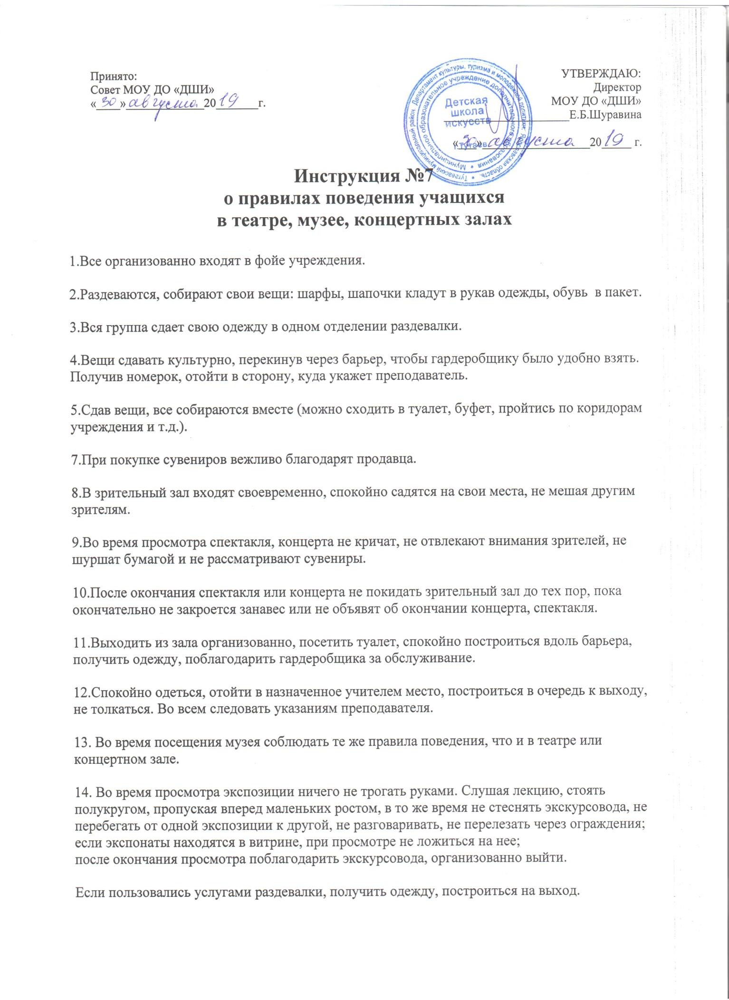 Принято:
Совет МОУ ДО «ДШИ»
«30» августа 2019 г.
УТВЕРЖДАЮ:
Директор
МОУ ДО «ДШИ»
Е.Б.Шуравина
«30» августа 2019 г.
Тутаевский муниципальный район. Департамент культуры, туризма и молодежной политики. Ярославская область.
Муниципальное образовательное учреждение дополнительного образования
Детская
школа
искусств
г.Тутаев
Инструкция №7
о правилах поведения учащихся
в театре, музее, концертных залах
1.Все организованно входят в фойе учреждения.
2.Раздеваются, собирают свои вещи: шарфы, шапочки кладут в рукав одежды, обувь в пакет.
3.Вся группа сдает свою одежду в одном отделении раздевалки.
4.Вещи сдавать культурно, перекинув через барьер, чтобы гардеробщику было удобно взять.
Получив номерок, отойти в сторону, куда укажет преподаватель.
5.Сдав вещи, все собираются вместе (можно сходить в туалет, буфет, пройтись по коридорам
учреждения и т.д.).
7.При покупке сувениров вежливо благодарят продавца.
8.В зрительный зал входят своевременно, спокойно садятся на свои места, не мешая другим
зрителям.
9.Во время просмотра спектакля, концерта не кричат, не отвлекают внимания зрителей, не
шуршат бумагой и не рассматривают сувениры.
10.После окончания спектакля или концерта не покидать зрительный зал до тех пор, пока
окончательно не закроется занавес или не объявят об окончании концерта, спектакля.
11.Выходить из зала организованно, посетить туалет, спокойно построиться вдоль барьера,
получить одежду, поблагодарить гардеробщика за обслуживание.
12.Спокойно одеться, отойти в назначенное учителем место, построиться в очередь к выходу,
не толкаться. Во всем следовать указаниям преподавателя.
13. Во время посещения музея соблюдать те же правила поведения, что и в театре или
концертном зале.
14. Во время просмотра экспозиции ничего не трогать руками. Слушая лекцию, стоять
полукругом, пропуская вперед маленьких ростом, в то же время не стеснять экскурсовода, не
перебегать от одной экспозиции к другой, не разговаривать, не перелезать через ограждения;
если экспонаты находятся в витрине, при просмотре не ложиться на нее;
после окончания просмотра поблагодарить экскурсовода, организованно выйти.
Если пользовались услугами раздевалки, получить одежду, построиться на выход.